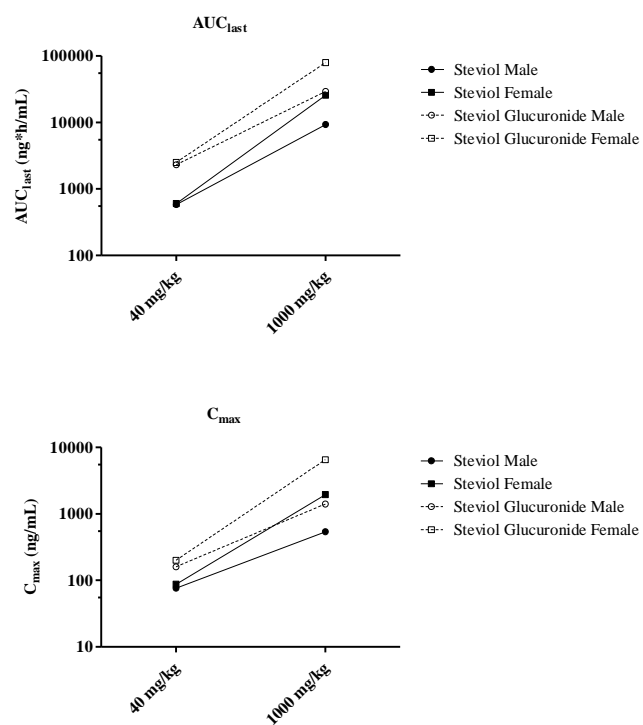 AUClast
AUClast (ng*h/mL)
100000
10000
1000
100
40 mg/kg
1000 mg/kg
Steviol Male
Steviol Female
Steviol Glucuronide Male
Steviol Glucuronide Female
Cmax
Cmax (ng/mL)
10000
1000
100
10
40 mg/kg
1000 mg/kg
Steviol Male
Steviol Female
Steviol Glucuronide Male
Steviol Glucuronide Female